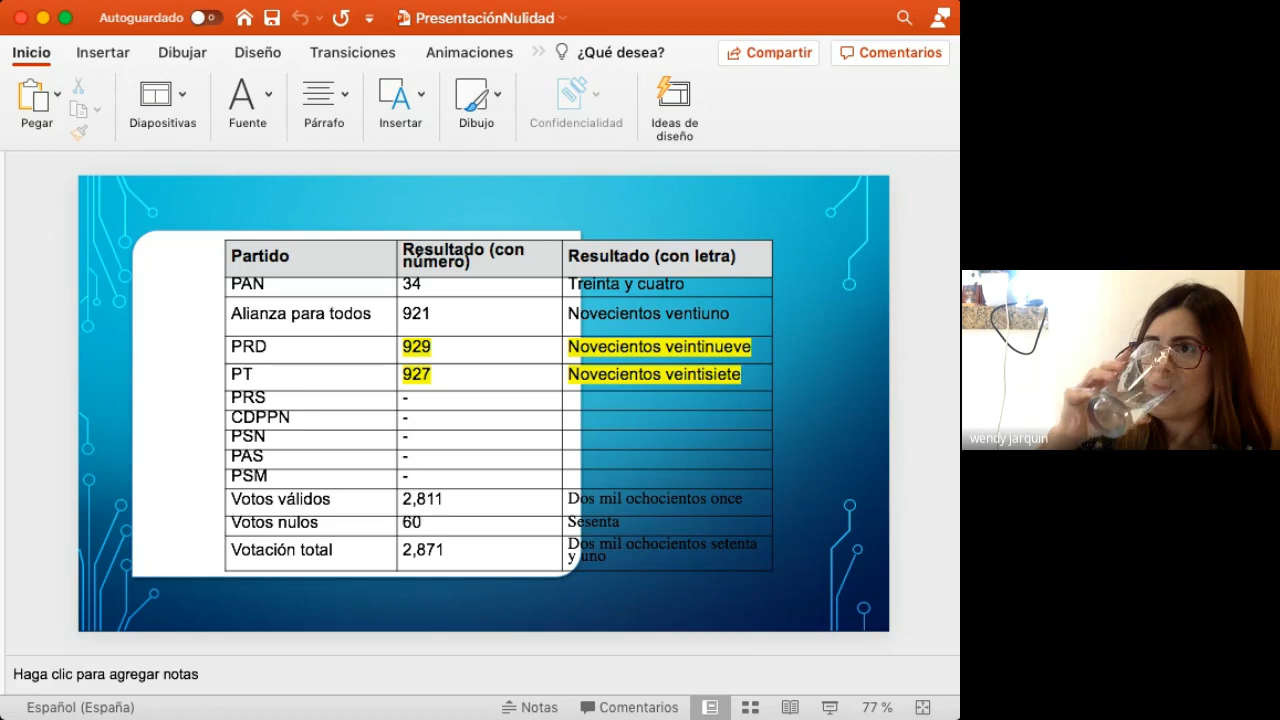 Autoguardado
PresentaciónNulidad
Inicio
Insertar
Dibujar
Diseño
Transiciones
Animaciones
¿Qué desea?
Compartir
Comentarios
Pegar
Diapositivas
Fuente
Párrafo
Insertar
Dibujo
Confidencialidad
Ideas de
diseño
Partido
Resultado (con
número)
Resultado (con letra)
PAN 34 Treinta y cuatro
Alianza para todos 921 Novecientos ventiuno
PRD 929 Novecientos veintinueve
PT 927 Novecientos veintisiete
PRS -
CDPPN -
PSN -
PAS -
PSM -
Votos válidos 2,811 Dos mil ochocientos once
Votos nulos 60 Sesenta
Votación total 2,871 Dos mil ochocientos setenta
y uno
wendy jarquin
Haga clic para agregar notas
Español (España)
Notas
Comentarios
77 %